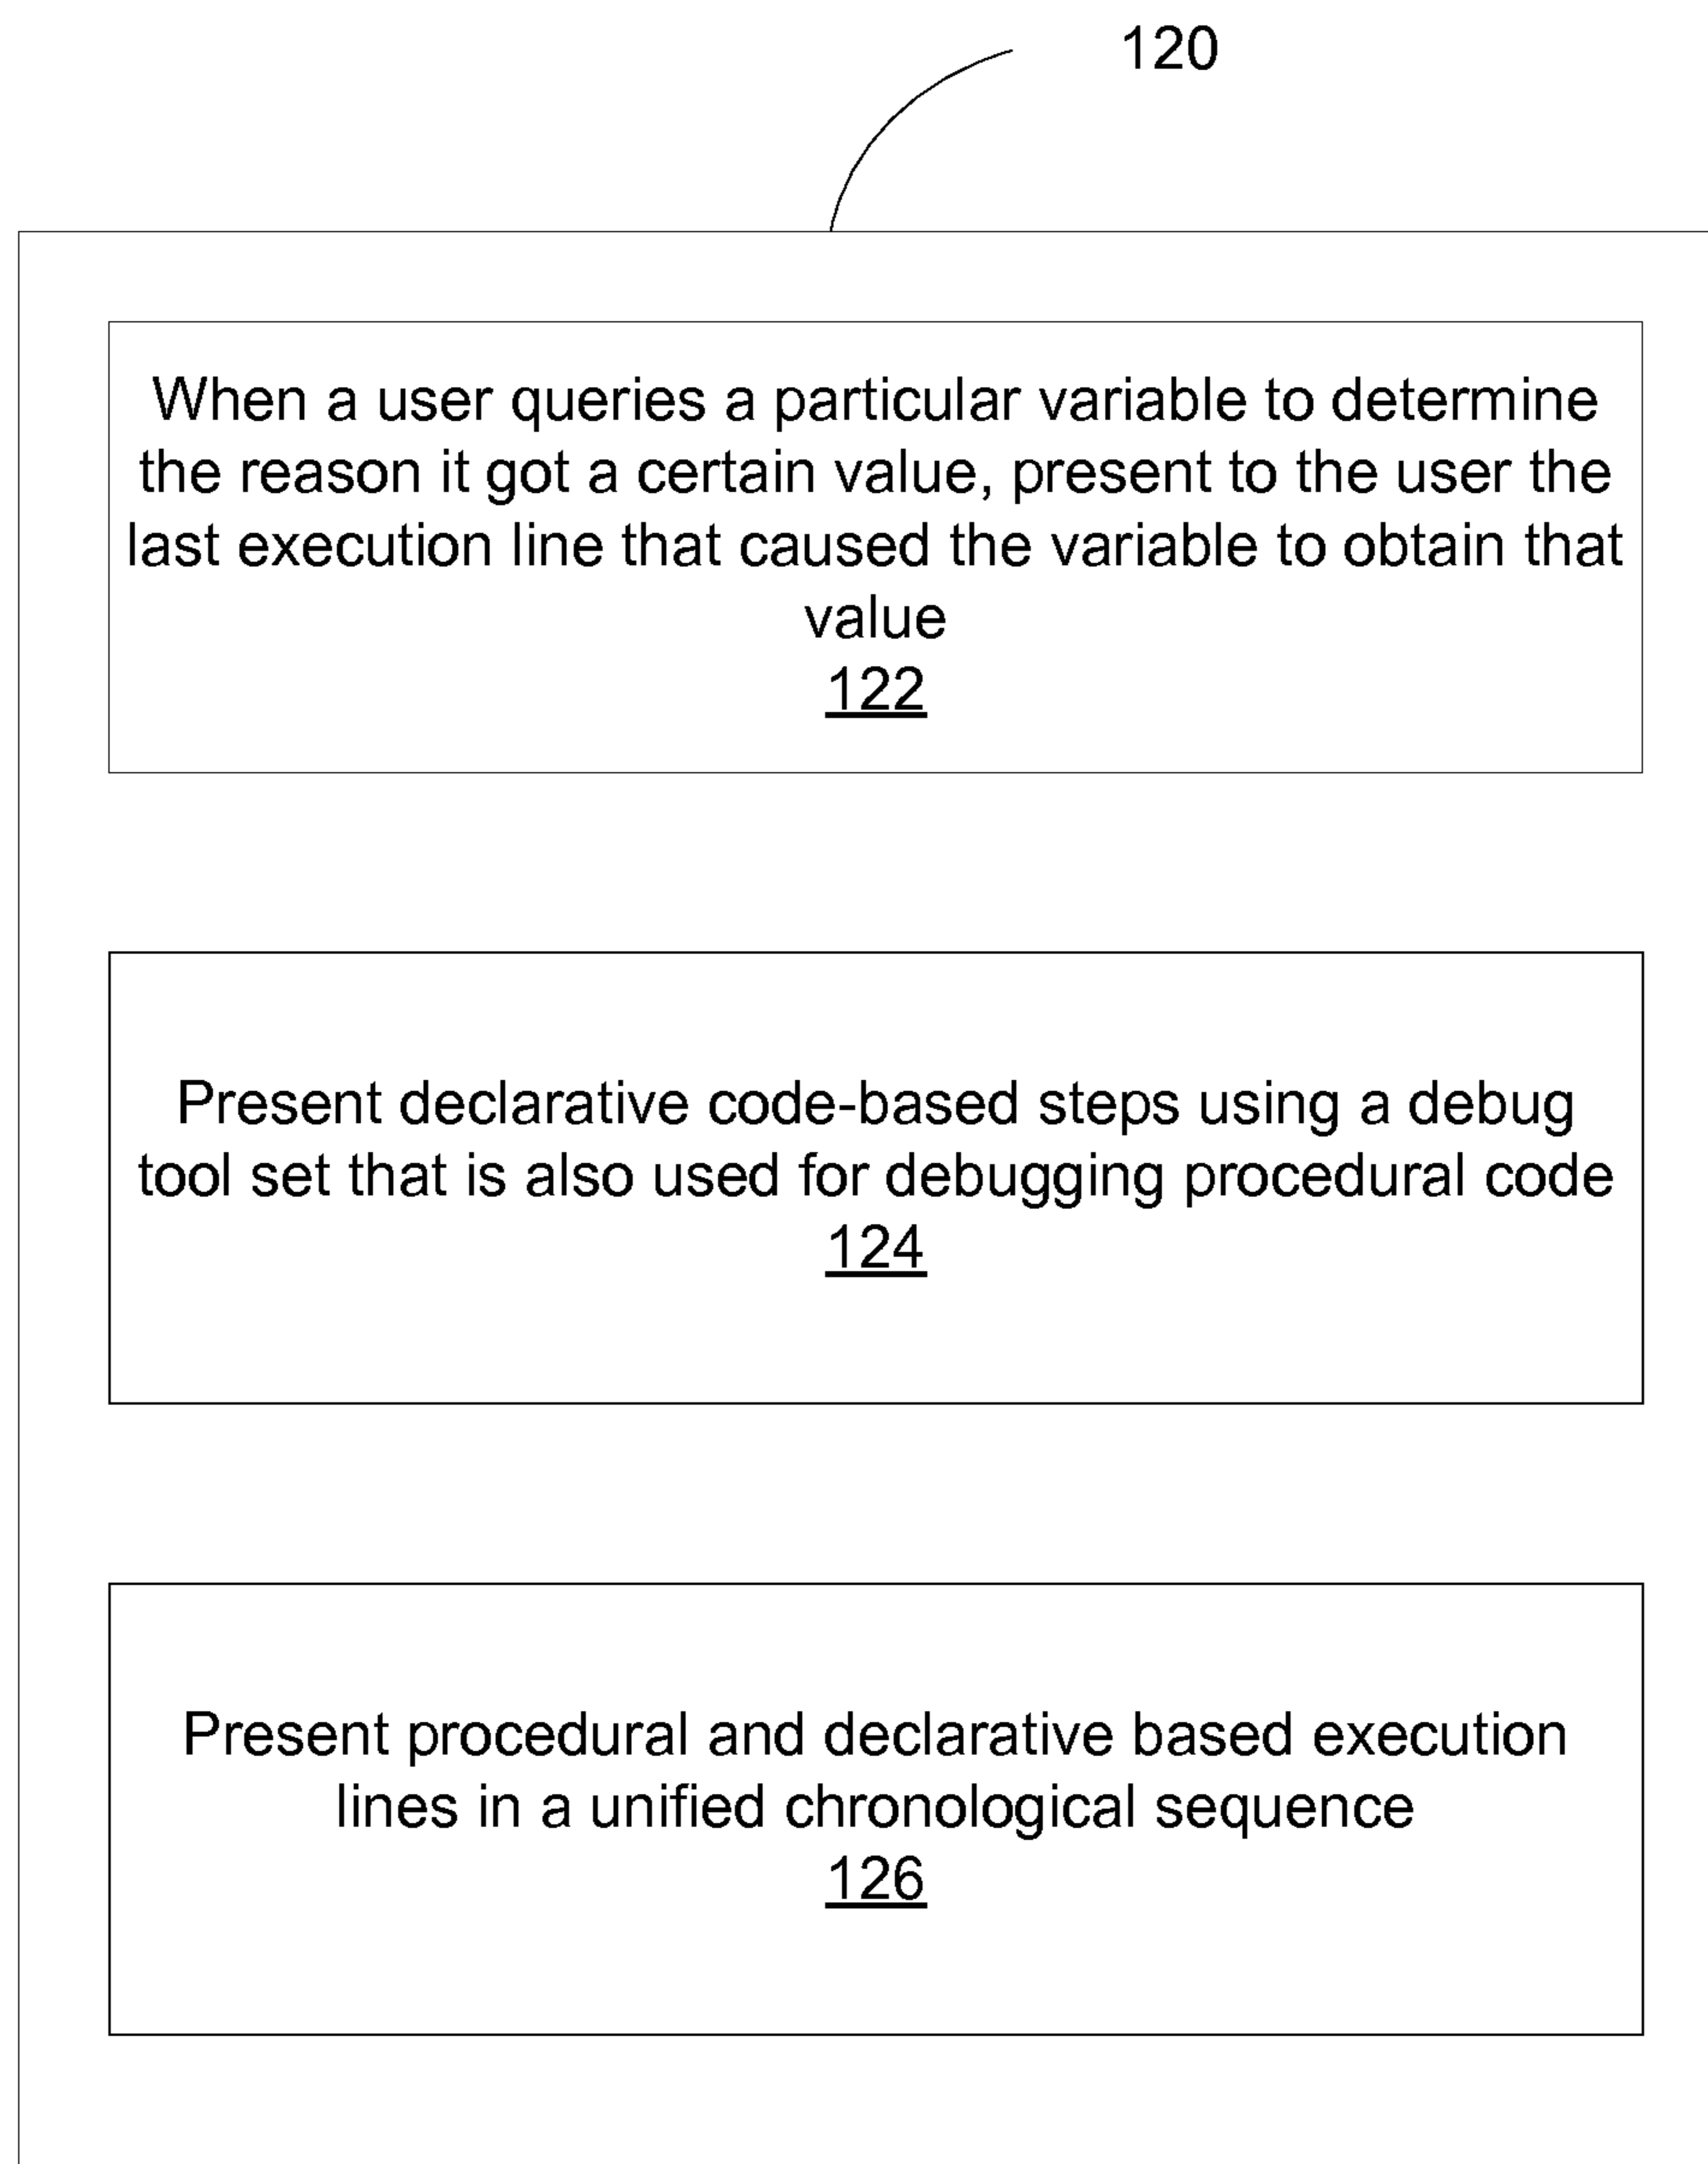 120
When a user queries a particular variable to determine
the reason it got a certain value, present to the user the
last execution line that caused the variable to obtain that
value
122
Present declarative code-based steps using a debug
tool set that is also used for debugging procedural code
124
Present procedural and declarative based execution
lines in a unified chronological sequence
126